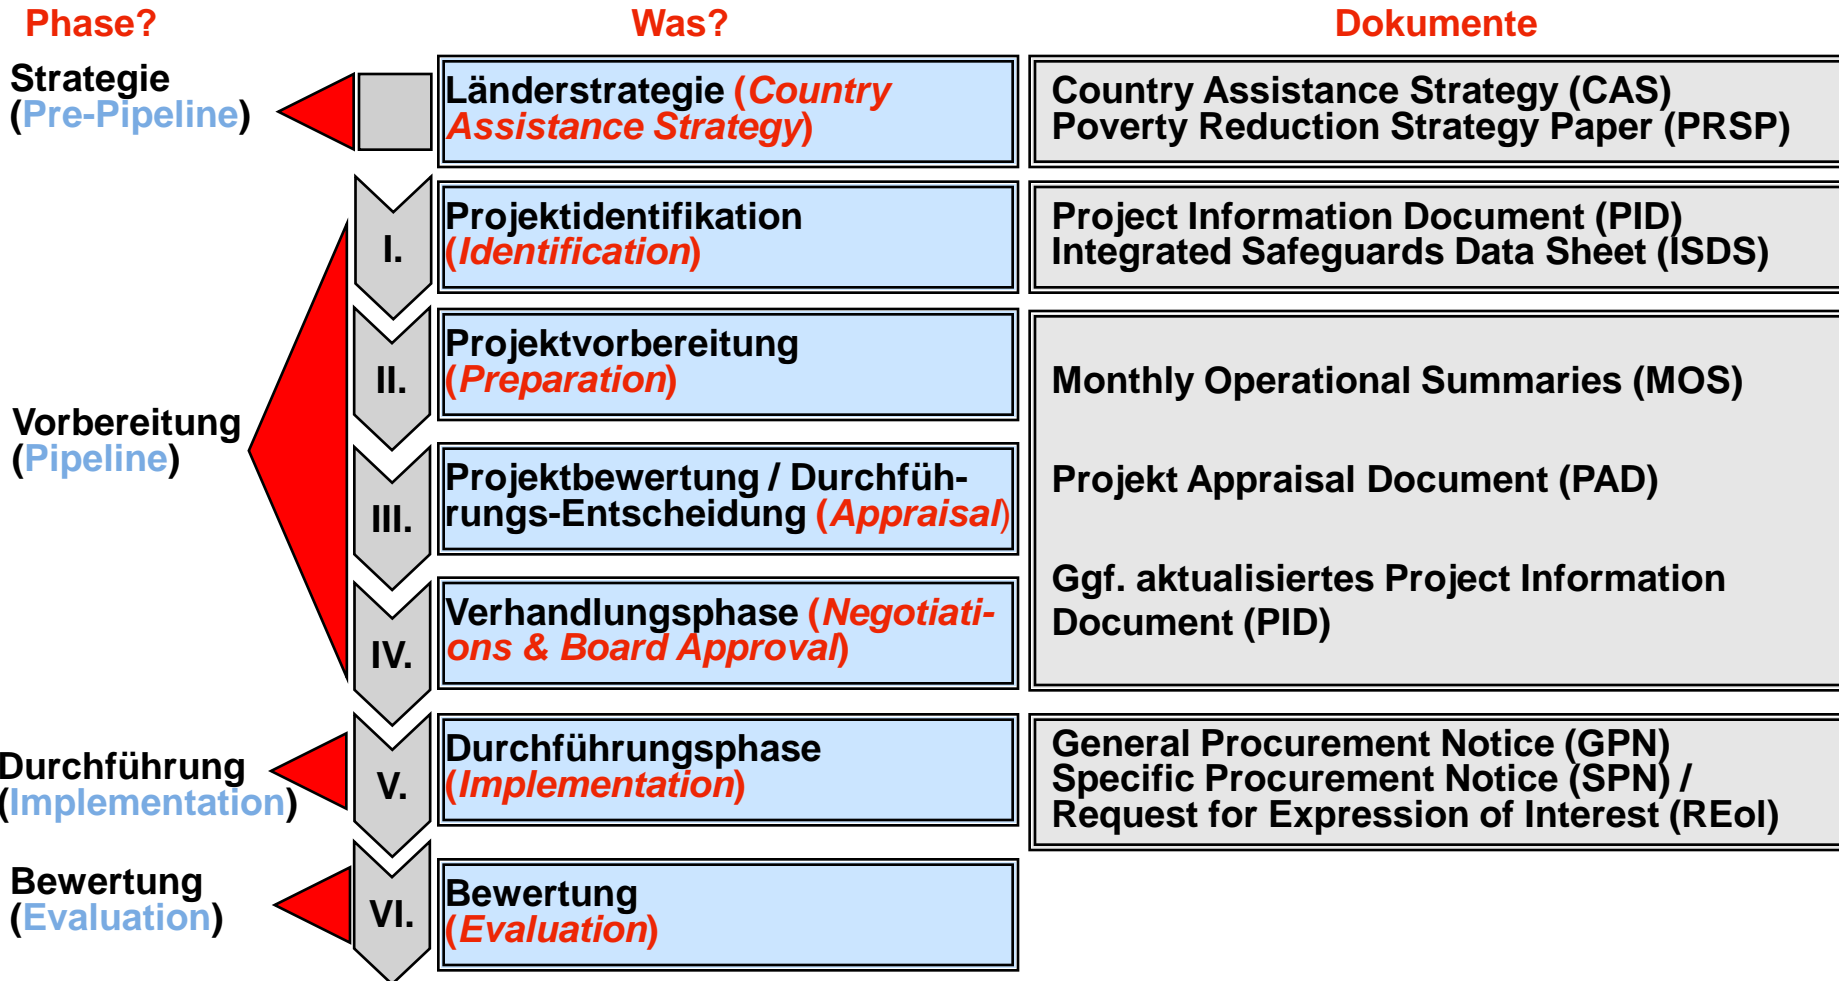 Phase?
Was?
Dokumente
Strategie
(Pre-Pipeline)
Länderstrategie (Country
Assistance Strategy)
Country Assistance Strategy (CAS)
Poverty Reduction Strategy Paper (PRSP)
I.
Projektidentifikation
(Identification)
Project Information Document (PID)
Integrated Safeguards Data Sheet (ISDS)
Vorbereitung
(Pipeline)
II.
Projektvorbereitung
(Preparation)
III.
Projektbewertung / Durchfüh-
rungs-Entscheidung (Appraisal)
IV.
Verhandlungsphase (Negotiati-
ons & Board Approval)
Monthly Operational Summaries (MOS)
Projekt Appraisal Document (PAD)
Ggf. aktualisiertes Project Information
Document (PID)
Durchführung
(Implementation)
V.
Durchführungsphase
(Implementation)
General Procurement Notice (GPN)
Specific Procurement Notice (SPN) /
Request for Expression of Interest (REoI)
Bewertung
(Evaluation)
VI.
Bewertung
(Evaluation)